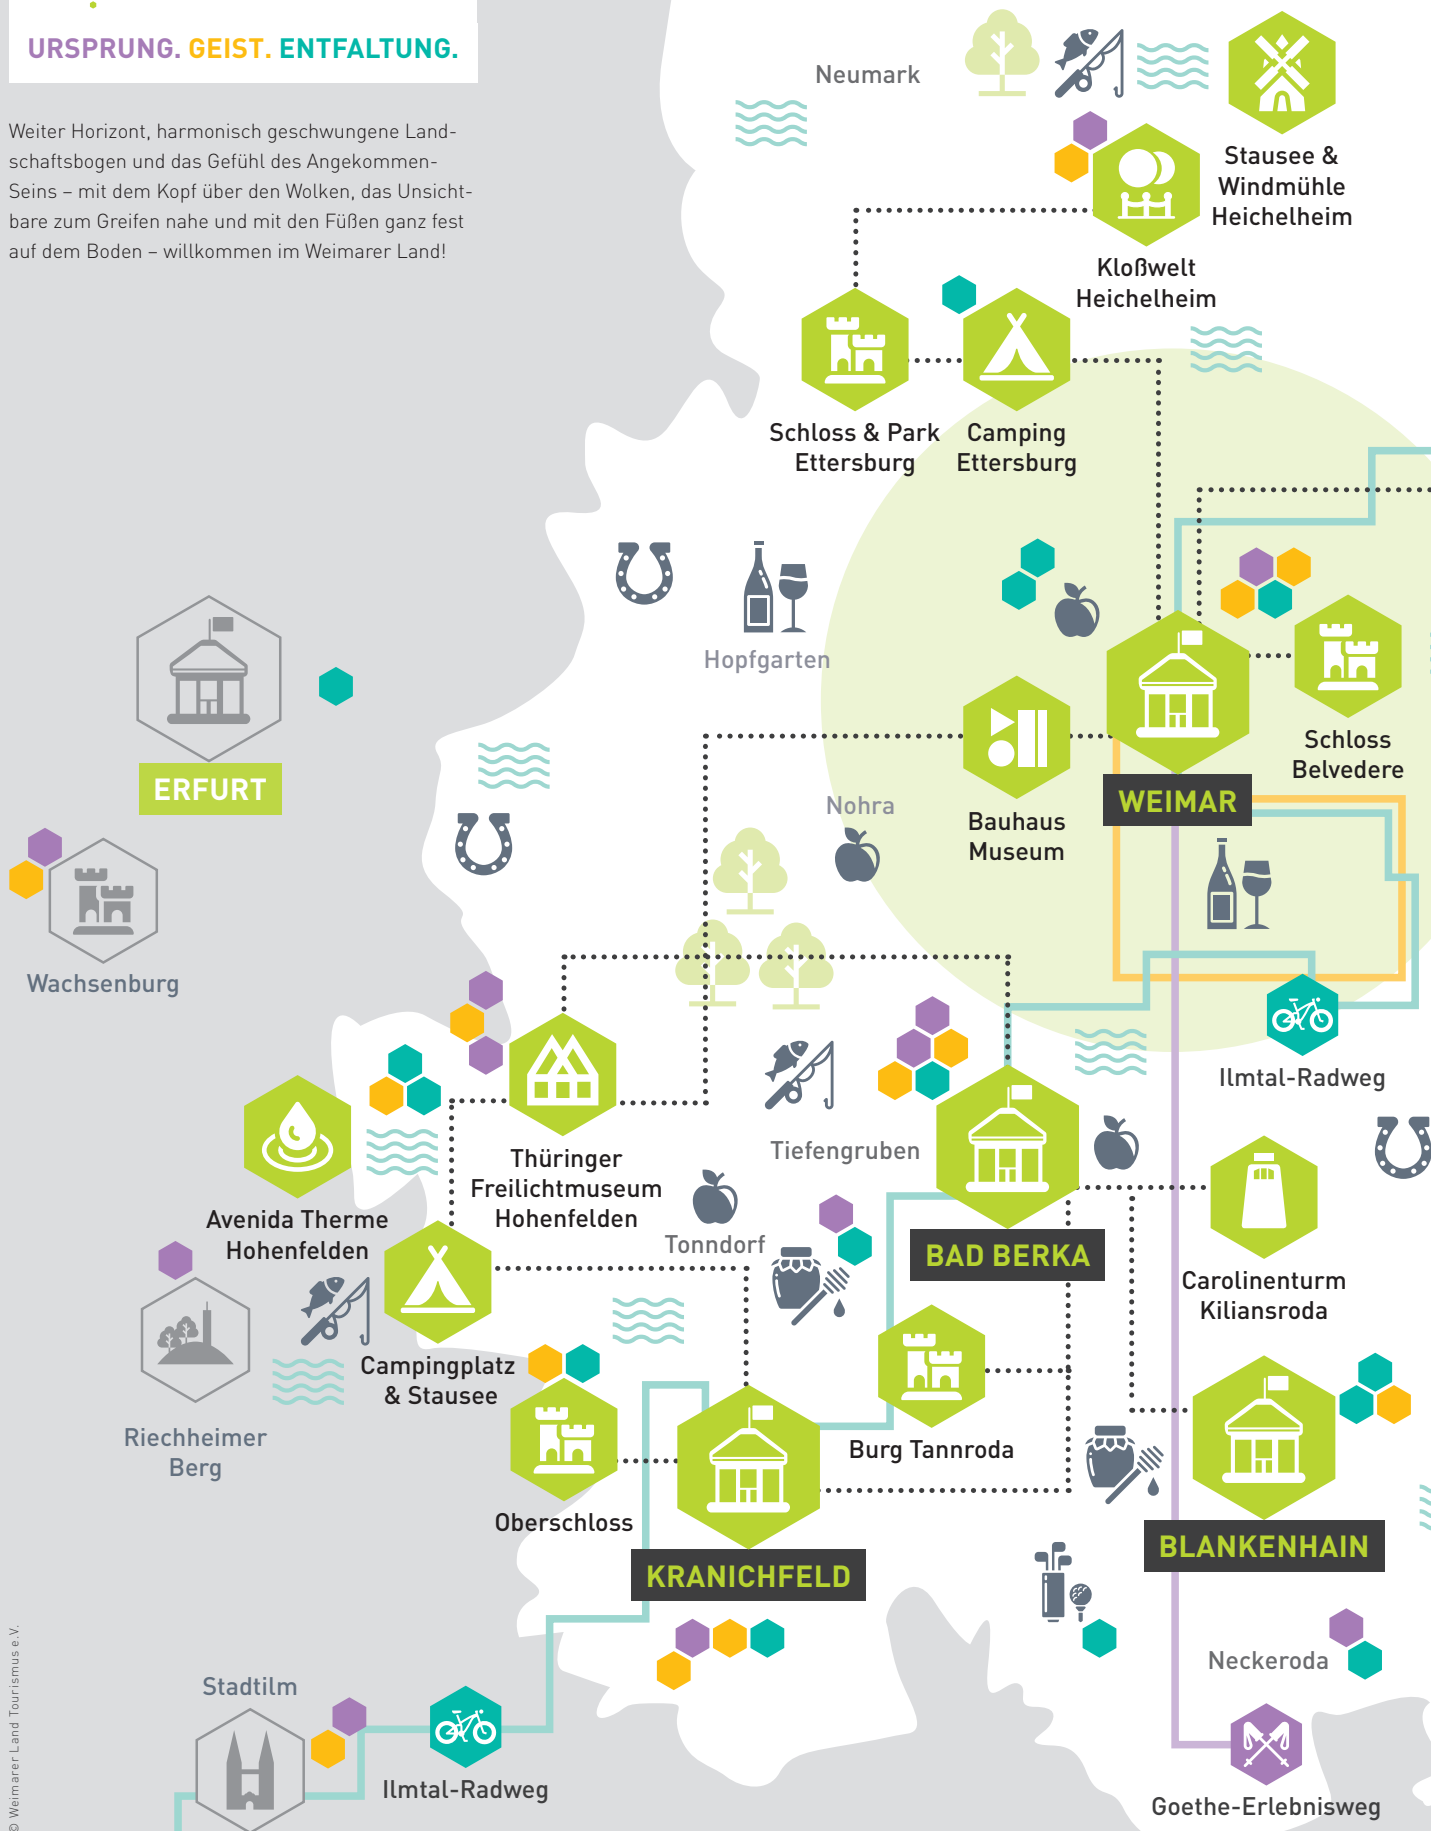 URSPRUNG. GEIST. ENTFALTUNG.
Weiter Horizont, harmonisch geschwungene Land-
schaftsbogen und das Gefühl des Angekommen-
Seins – mit dem Kopf über den Wolken, das Unsicht-
bare zum Greifen nahe und mit den Füßen ganz fest
auf dem Boden – willkommen im Weimarer Land!
Neumark
Stausee &
Windmühle
Heichelheim
Kloßwelt
Heichelheim
Schloss & Park
Ettersburg
Camping
Ettersburg
Hopfgarten
ERFURT
Schloss
Belvedere
WEIMAR
Nohra
Bauhaus
Museum
Wachsenburg
Ilmtal-Radweg
Tiefengruben
Thüringer
Freilichtmuseum
Hohenfelden
Avenida Therme
Hohenfelden
Tonndorf
BAD BERKA
Carolinenturm
Kiliansroda
Campingplatz
& Stausee
Riechheimer
Berg
Burg Tannroda
Oberschloss
KRANICHFELD
BLANKENHAIN
Neckeroda
Stadtilm
Ilmtal-Radweg
Goethe-Erlebnisweg
© Weimarer Land Tourismus e.V.